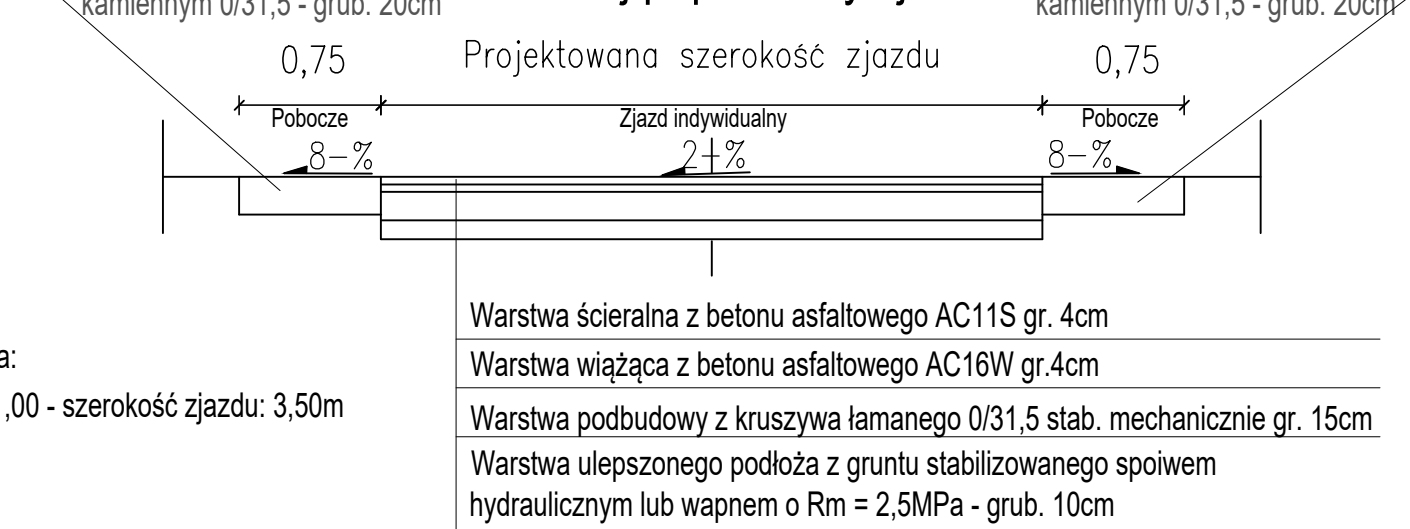 kamiennym 0/31,5 - grub. 20cm
kamiennym 0/31,5 - grub. 20cm
0,75
Projektowana szerokość zjazdu
0,75
Pobocze
Zjazd indywidualny
Pobocze
8-%
2+%
8-%
Warstwa ścieralna z betonu asfaltowego AC11S gr. 4cm
Warstwa wiążąca z betonu asfaltowego AC16W gr.4cm
a:
,00 - szerokość zjazdu: 3,50m
Warstwa podbudowy z kruszywa łamanego 0/31,5 stab. mechanicznie gr. 15cm
Warstwa ulepszonego podłoża z gruntu stabilizowanego spoiwem
hydraulicznym lub wapnem o Rm = 2,5MPa - grub. 10cm